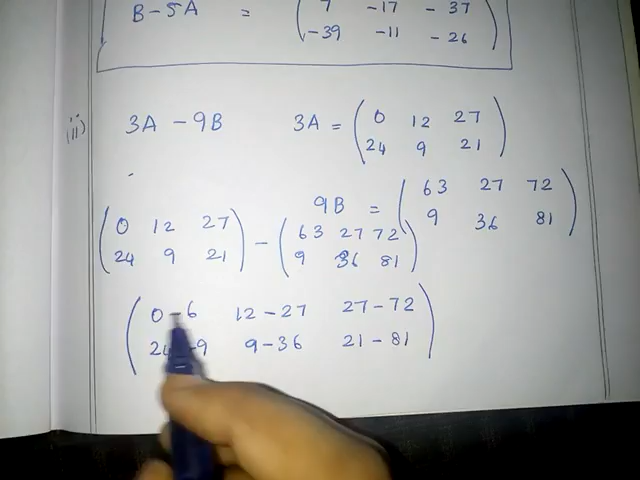 B-5A = 7 -17 -37
-39 -11 -26
(ii) 3A - 9B 3A = ( 0 12 27
24 9 21 )
9B = ( 63 27 72
9 36 81 )
( 0 12 27
24 9 21 ) - ( 63 27 72
9 36 81 )
( 0-6 12-27 27-72
24-9 9-36 21-81 )